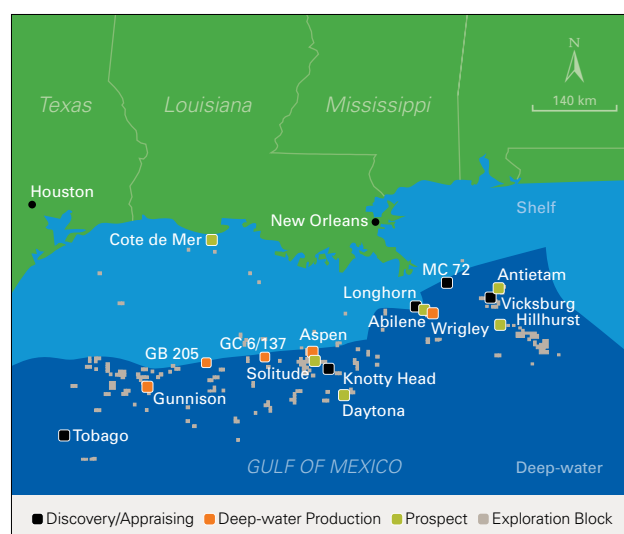 N
140 km
Texas
Louisiana
Mississippi
Houston
New Orleans
Shelf
Cote de Mer
MC 72
Antietam
Longhorn
Vicksburg
Abilene
Wrigley
Hillhurst
GC 6/137
Aspen
GB 205
Solitude
Knotty Head
Gunnison
Daytona
Tobago
GULF OF MEXICO
Deep-water
Discovery/Appraising Deep-water Production Prospect Exploration Block